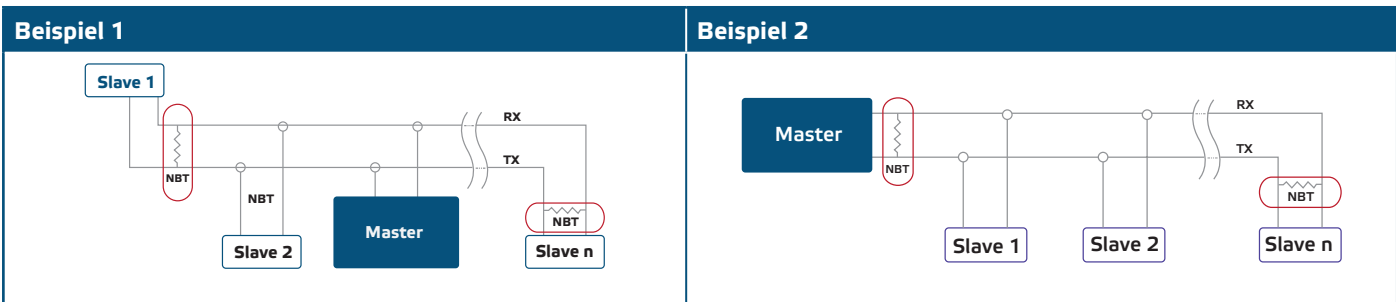 Beispiel 1
Slave 1
RX
TX
NBT
NBT
NBT
Master
Slave 2
Slave n
Beispiel 2
RX
Master
TX
NBT
NBT
Slave 1
Slave 2
Slave n